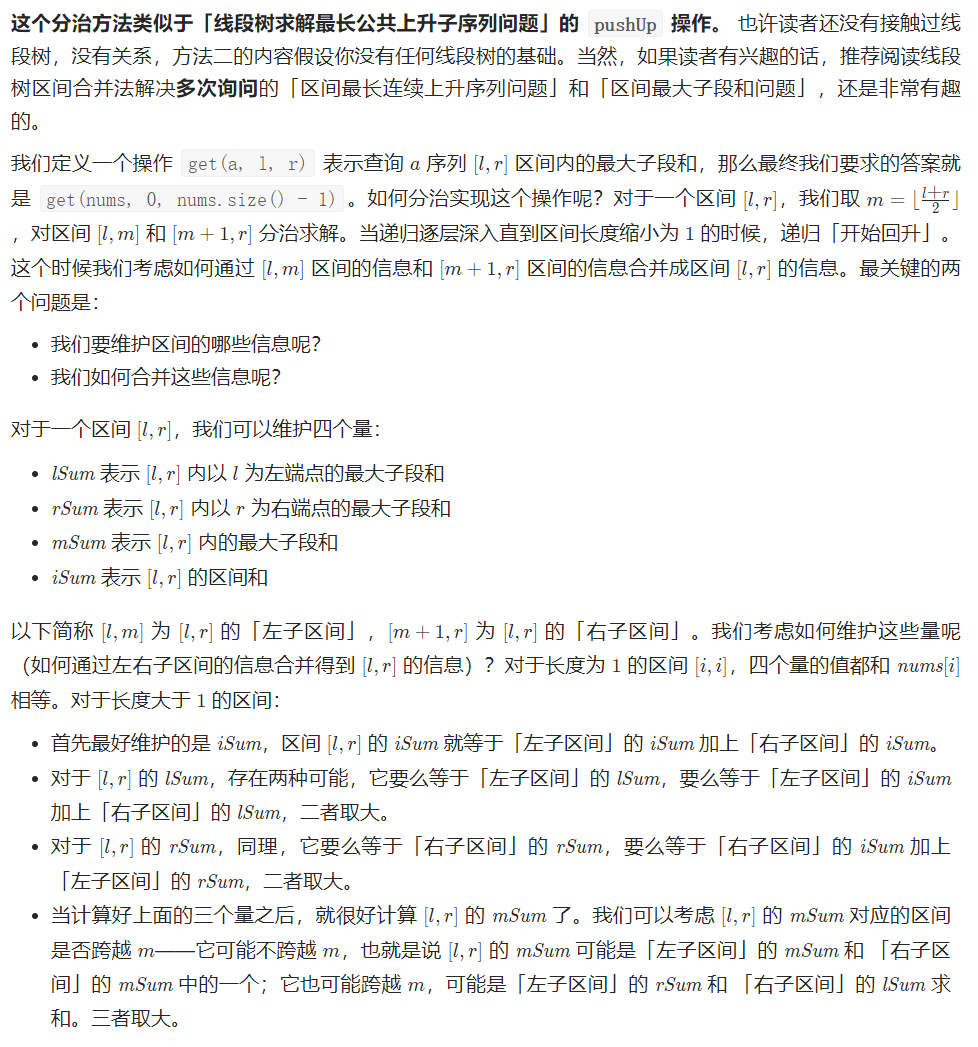 这个分治方法类似于「线段树求解最长公共上升子序列问题」的 pushUp 操作。 也许读者还没有接触过线
段树，没有关系，方法二的内容假设你没有任何线段树的基础。当然，如果读者有兴趣的话，推荐阅读线段
树区间合并法解决多次询问的「区间最长连续上升序列问题」和「区间最大子段和问题」，还是非常有趣
的。
我们定义一个操作 get(a, l, r) 表示查询 a 序列 [l, r] 区间内的最大子段和，那么最终我们要求的答案就
是 get(nums, 0, nums.size() - 1) 。如何分治实现这个操作呢？对于一个区间 [l, r]，我们取 m = ⌊(l+r)/2⌋
，对区间 [l, m] 和 [m + 1, r] 分治求解。当递归逐层深入直到区间长度缩小为 1 的时候，递归「开始回升」。
这个时候我们考虑如何通过 [l, m] 区间的信息和 [m + 1, r] 区间的信息合并成区间 [l, r] 的信息。最关键的两
个问题是：
• 我们要维护区间的哪些信息呢？
• 我们如何合并这些信息呢？
对于一个区间 [l, r]，我们可以维护四个量：
• lSum 表示 [l, r] 内以 l 为左端点的最大子段和
• rSum 表示 [l, r] 内以 r 为右端点的最大子段和
• mSum 表示 [l, r] 内的最大子段和
• iSum 表示 [l, r] 的区间和
以下简称 [l, m] 为 [l, r] 的「左子区间」，[m + 1, r] 为 [l, r] 的「右子区间」。我们考虑如何维护这些量呢
（如何通过左右子区间的信息合并得到 [l, r] 的信息）？对于长度为 1 的区间 [i, i]，四个量的值都和 nums[i]
相等。对于长度大于 1 的区间：
• 首先最好维护的是 iSum，区间 [l, r] 的 iSum 就等于「左子区间」的 iSum 加上「右子区间」的 iSum。
• 对于 [l, r] 的 lSum，存在两种可能，它要么等于「左子区间」的 lSum，要么等于「左子区间」的 iSum
加上「右子区间」的 lSum，二者取大。
• 对于 [l, r] 的 rSum，同理，它要么等于「右子区间」的 rSum，要么等于「右子区间」的 iSum 加上
「左子区间」的 rSum，二者取大。
• 当计算好上面的三个量之后，就很好计算 [l, r] 的 mSum 了。我们可以考虑 [l, r] 的 mSum 对应的区间
是否跨越 m——它可能不跨越 m，也就是说 [l, r] 的 mSum 可能是「左子区间」的 mSum 和 「右子区
间」的 mSum 中的一个；它也可能跨越 m，可能是「左子区间」的 rSum 和 「右子区间」的 lSum 求
和。三者取大。